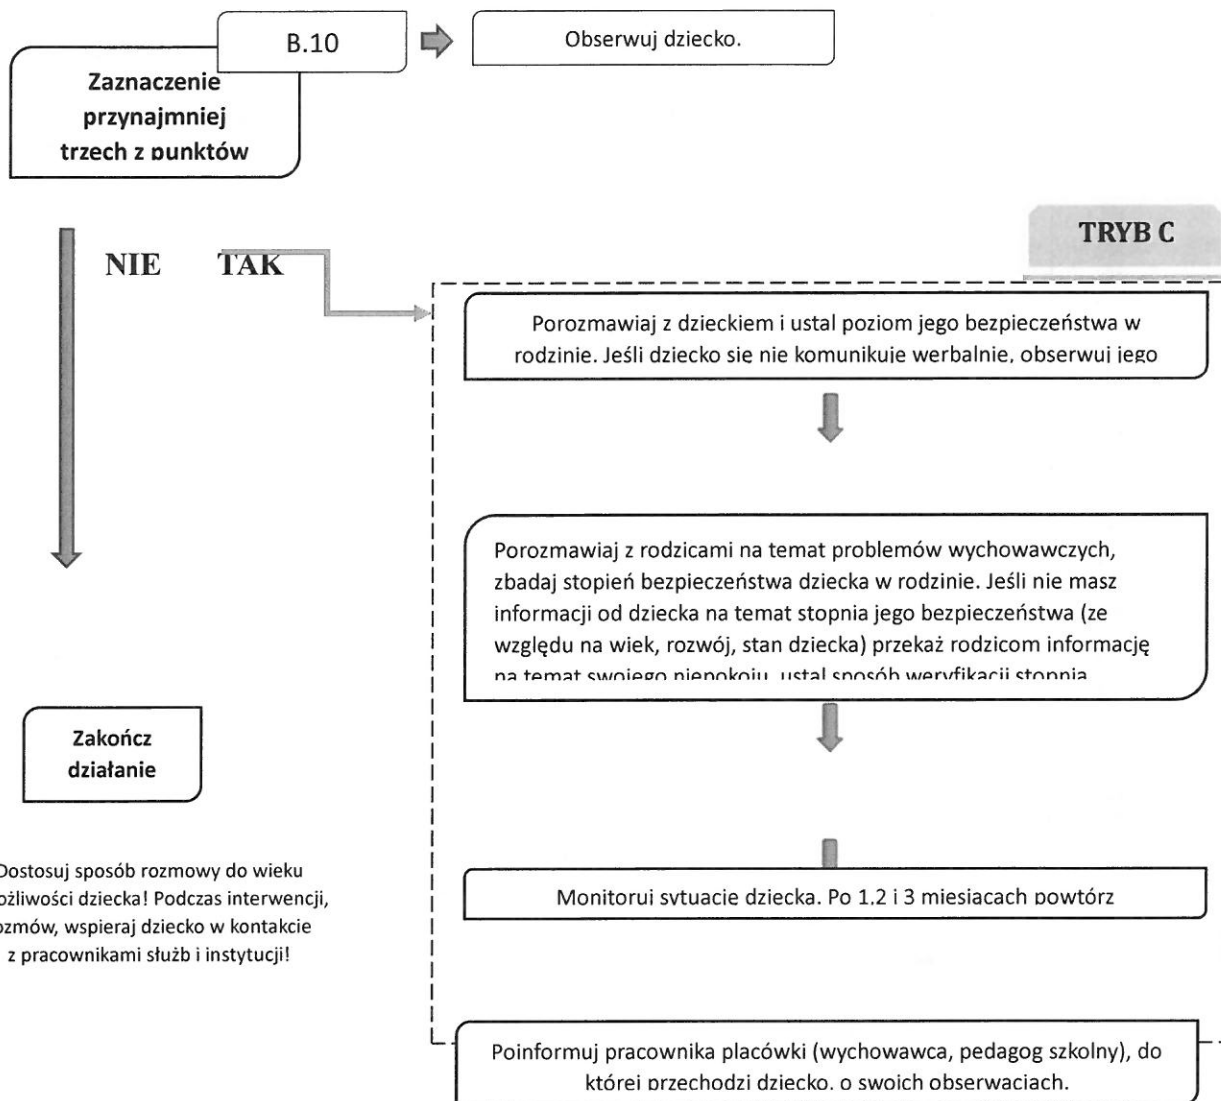 B.10
Obserwuj dziecko.
Zaznaczenie
przynajmniej
trzech z punktów
NIE TAK
TRYB C
Porozmawiaj z dzieckiem i ustal poziom jego bezpieczeństwa w
rodzinie. Jeśli dziecko się nie komunikuje werbalnie, obserwuj jego
Porozmawiaj z rodzicami na temat problemów wychowawczych,
zbadaj stopień bezpieczeństwa dziecka w rodzinie. Jeśli nie masz
informacji od dziecka na temat stopnia jego bezpieczeństwa (ze
względu na wiek, rozwój, stan dziecka) przekaż rodzicom informację
na temat swojego niepokoju, ustal sposób weryfikacji stopnia
Zakończ
działanie
Dostosuj sposób rozmowy do wieku
ożliwości dziecka! Podczas interwencji,
ozmów, wspieraj dziecko w kontakcie
z pracownikami służb i instytucji!
Monitoruj sytuację dziecka. Po 1,2 i 3 miesiącach powtórz
Poinformuj pracownika placówki (wychowawca, pedagog szkolny), do
której przechodzi dziecko, o swoich obserwacjach.